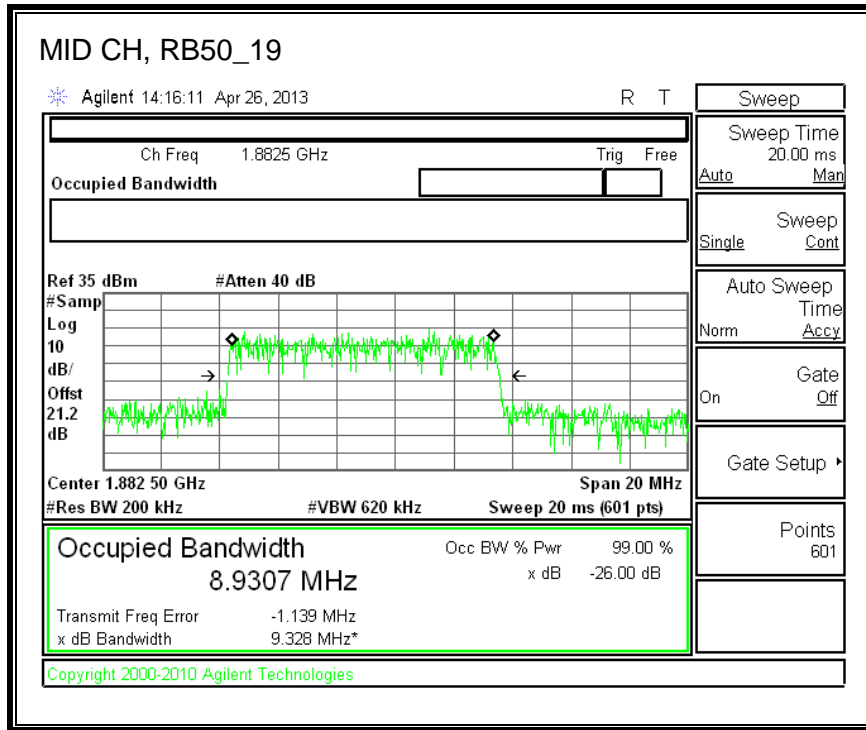 MID CH, RB50_19
Agilent 14:16:11 Apr 26, 2013 R T
Ch Freq 1.8825 GHz Trig Free
Occupied Bandwidth
Ref 35 dBm #Atten 40 dB
#Samp
Log
10
dB/
Offst
21.2
dB
Center 1.882 50 GHz Span 20 MHz
#Res BW 200 kHz #VBW 620 kHz Sweep 20 ms (601 pts)
Occupied Bandwidth
8.9307 MHz
Occ BW % Pwr 99.00 %
x dB -26.00 dB
Transmit Freq Error -1.139 MHz
x dB Bandwidth 9.328 MHz*
Copyright 2000-2010 Agilent Technologies
Sweep
Sweep Time
20.00 ms
Auto Man
Sweep
Single Cont
Auto Sweep
Time
Norm Accy
Gate
On Off
Gate Setup
Points
601